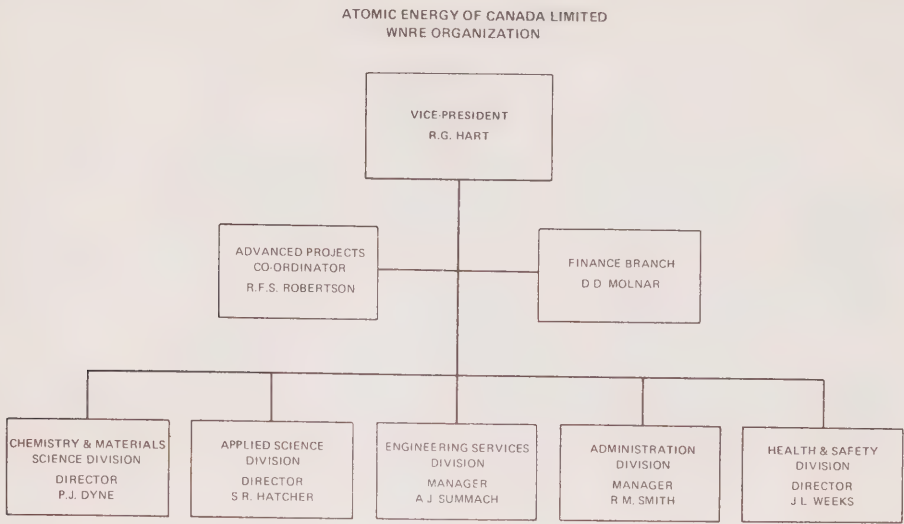 ATOMIC ENERGY OF CANADA LIMITED
WNRE ORGANIZATION
VICE-PRESIDENT
R.G. HART
ADVANCED PROJECTS
CO-ORDINATOR
R.F.S. ROBERTSON
FINANCE BRANCH
D D MOLNAR
CHEMISTRY & MATERIALS
SCIENCE DIVISION
DIRECTOR
P.J. DYNE
APPLIED SCIENCE
DIVISION
DIRECTOR
S R. HATCHER
ENGINEERING SERVICES
DIVISION
MANAGER
A J SUMMACH
ADMINISTRATION
DIVISION
MANAGER
R M. SMITH
HEALTH & SAFETY
DIVISION
DIRECTOR
J L WEEKS